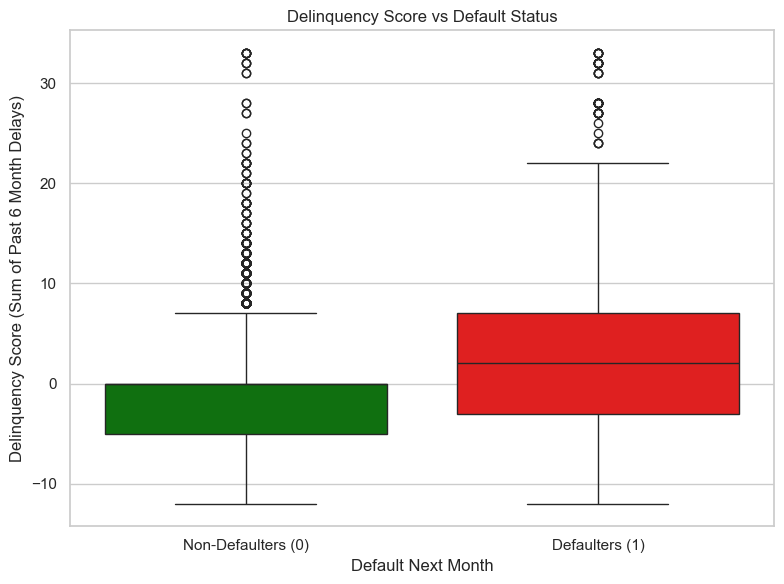 Delinquency Score vs Default Status
Delinquency Score (Sum of Past 6 Month Delays)
30
20
10
0
−10
Non-Defaulters (0)
Defaulters (1)
Default Next Month